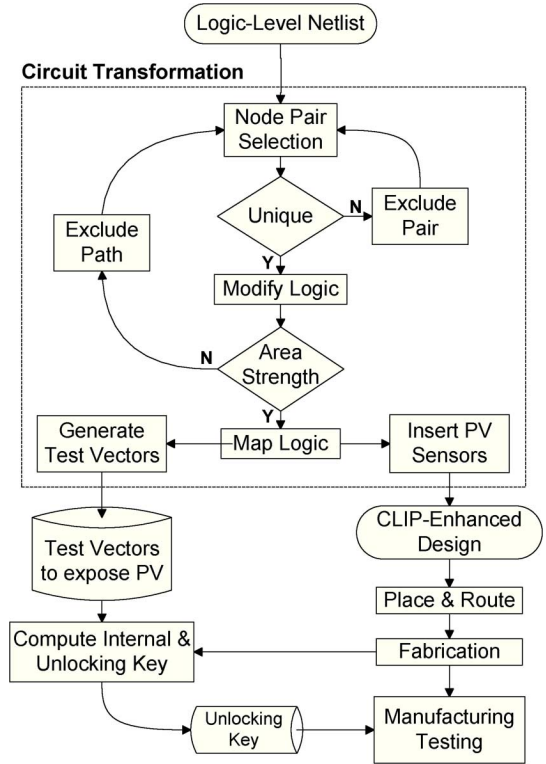 Logic-Level Netlist
Circuit Transformation
Node Pair
Selection
Unique
N
Exclude
Pair
Exclude
Path
Y
Modify Logic
N
Area
Strength
Y
Generate
Test Vectors
Map Logic
Insert PV
Sensors
Test Vectors
to expose PV
CLIP-Enhanced
Design
Place & Route
Compute Internal &
Unlocking Key
Fabrication
Unlocking
Key
Manufacturing
Testing